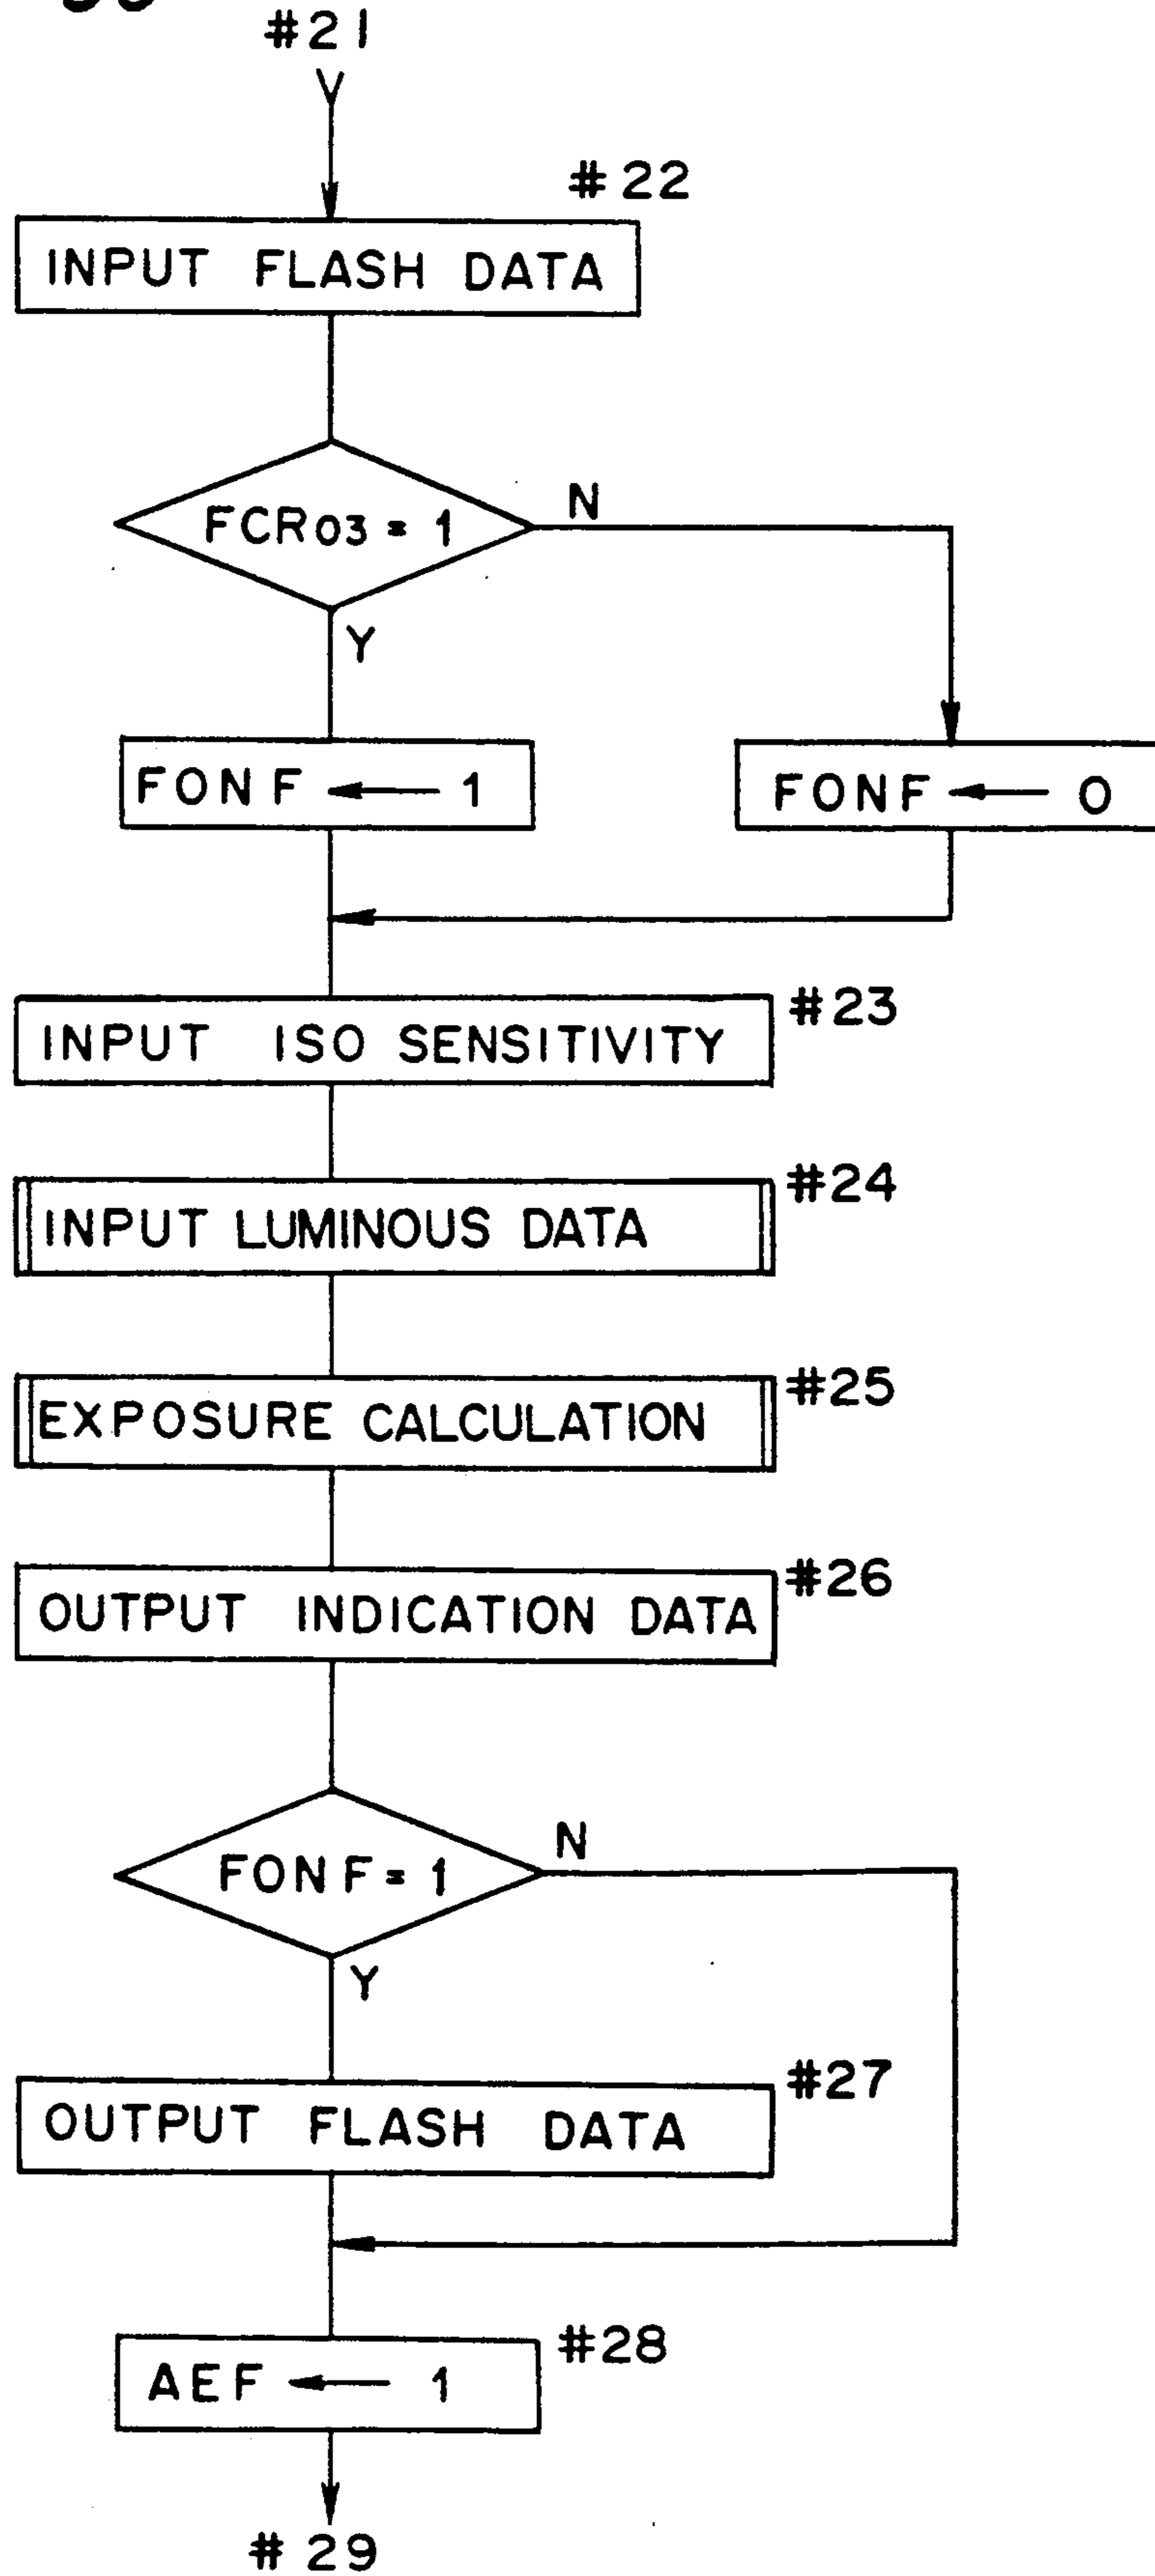 #21
#22
INPUT FLASH DATA
FCR03 = 1
N
Y
FONF ← 1
FONF ← 0
#23
INPUT ISO SENSITIVITY
#24
INPUT LUMINOUS DATA
#25
EXPOSURE CALCULATION
#26
OUTPUT INDICATION DATA
FONF = 1
N
Y
#27
OUTPUT FLASH DATA
#28
AEF ← 1
#29